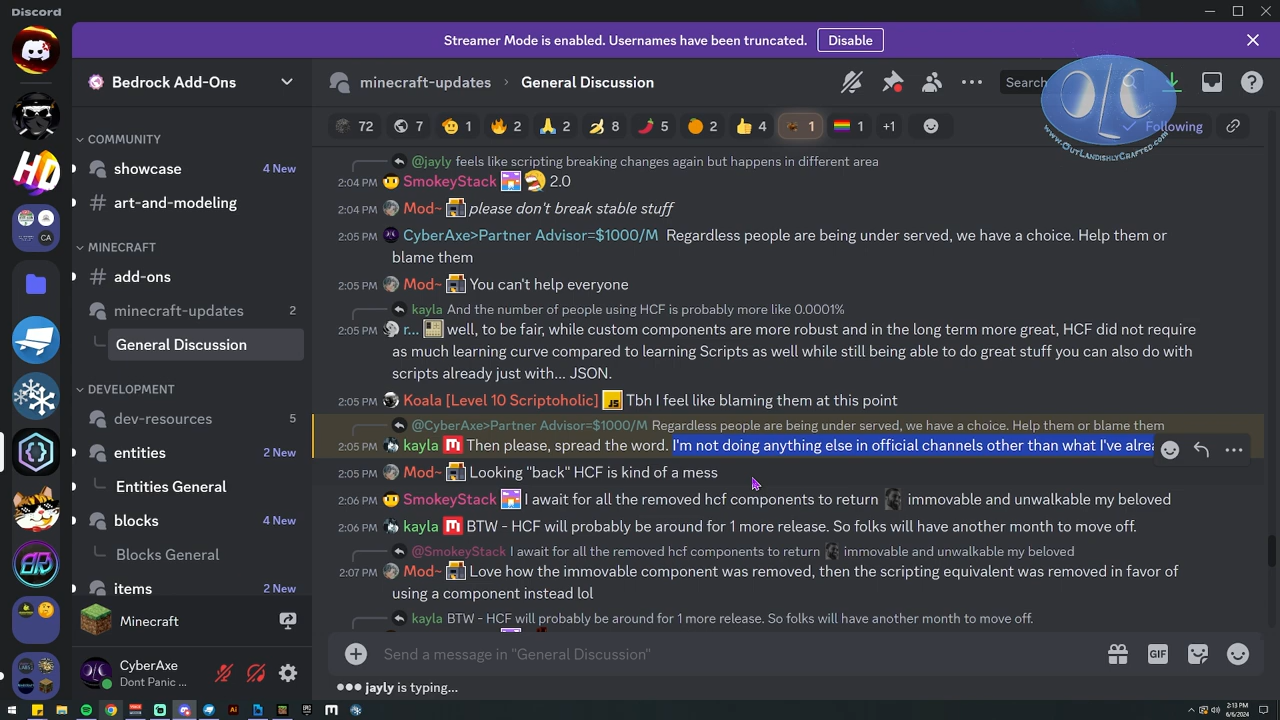 Discord
Streamer Mode is enabled. Usernames have been truncated.
Disable
Bedrock Add-Ons
minecraft-updates
General Discussion
Search
O/C
www.OutLandishlyCrafted.com
Following
72
7
1
2
2
8
5
2
4
1
1
+1
COMMUNITY
showcase
4 New
art-and-modeling
MINECRAFT
add-ons
minecraft-updates
2
General Discussion
DEVELOPMENT
dev-resources
5
entities
2 New
Entities General
blocks
4 New
Blocks General
items
2 New
Minecraft
CyberAxe
Dont Panic ...
@jayly feels like scripting breaking changes again but happens in different area
2:04 PM SmokeyStack 2.0
2:04 PM Mod~ please don't break stable stuff
2:05 PM CyberAxe>Partner Advisor=$1000/M Regardless people are being under served, we have a choice. Help them or
blame them
2:05 PM Mod~ You can't help everyone
kayla And the number of people using HCF is probably more like 0.0001%
2:05 PM r... well, to be fair, while custom components are more robust and in the long term more great, HCF did not require
as much learning curve compared to learning Scripts as well while still being able to do great stuff you can also do with
scripts already just with... JSON.
2:05 PM Koala [Level 10 Scriptoholic] JS Tbh I feel like blaming them at this point
@CyberAxe>Partner Advisor=$1000/M Regardless people are being under served, we have a choice. Help them or blame them
2:05 PM kayla Then please, spread the word. I'm not doing anything else in official channels other than what I've alrea
2:05 PM Mod~ Looking "back" HCF is kind of a mess
2:06 PM SmokeyStack I await for all the removed hcf components to return immovable and unwalkable my beloved
2:06 PM kayla BTW - HCF will probably be around for 1 more release. So folks will have another month to move off.
@SmokeyStack I await for all the removed hcf components to return immovable and unwalkable my beloved
2:07 PM Mod~ Love how the immovable component was removed, then the scripting equivalent was removed in favor of
using a component instead lol
kayla BTW - HCF will probably be around for 1 more release. So folks will have another month to move off.
Send a message in "General Discussion"
GIF
jayly is typing...
2:13 PM
6/6/2024